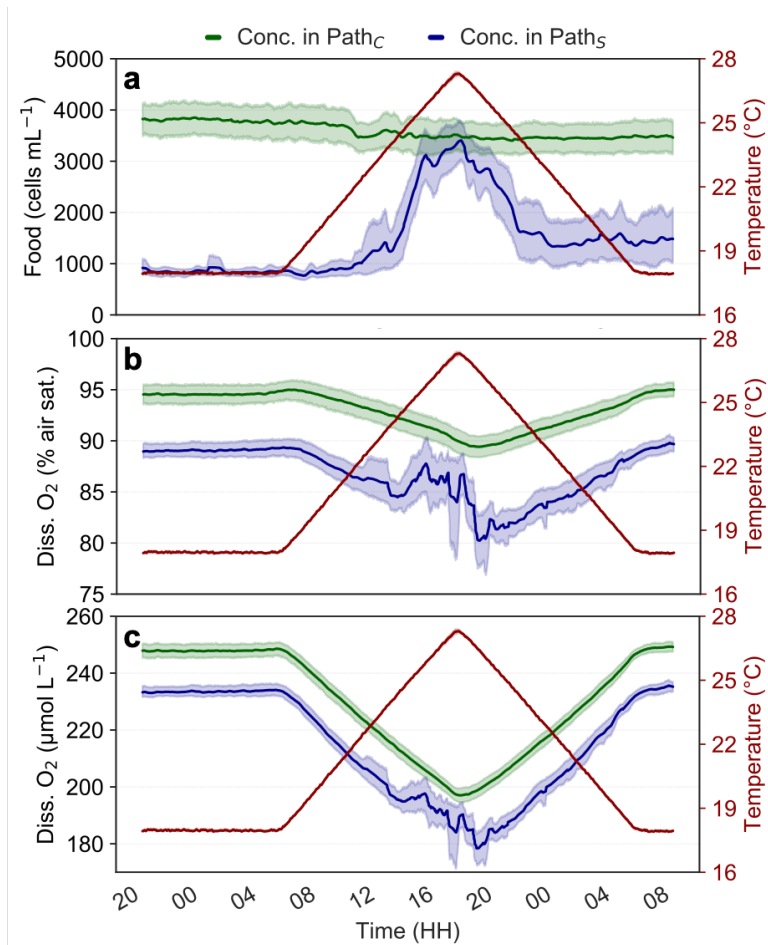 Conc. in Path_C Conc. in Path_S
a
Food (cells mL⁻¹)
5000
4000
3000
2000
1000
0
28
25
22
19
18
16
Temperature (°C)
b
Diss. O₂ (% air sat.)
100
95
90
85
80
75
28
25
22
18
16
Temperature (°C)
c
Diss. O₂ (µmol L⁻¹)
260
240
220
200
180
28
25
22
18
16
Temperature (°C)
20 00 04 08 12 16 20 00 04 08
Time (HH)